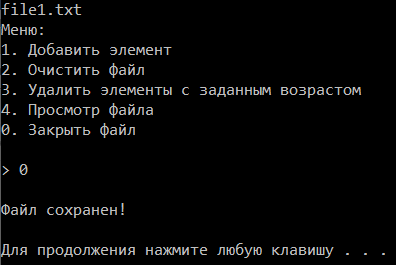 file1.txt
Меню:
1. Добавить элемент
2. Очистить файл
3. Удалить элементы с заданным возрастом
4. Просмотр файла
0. Закрыть файл
> 0
Файл сохранен!
Для продолжения нажмите любую клавишу . . .